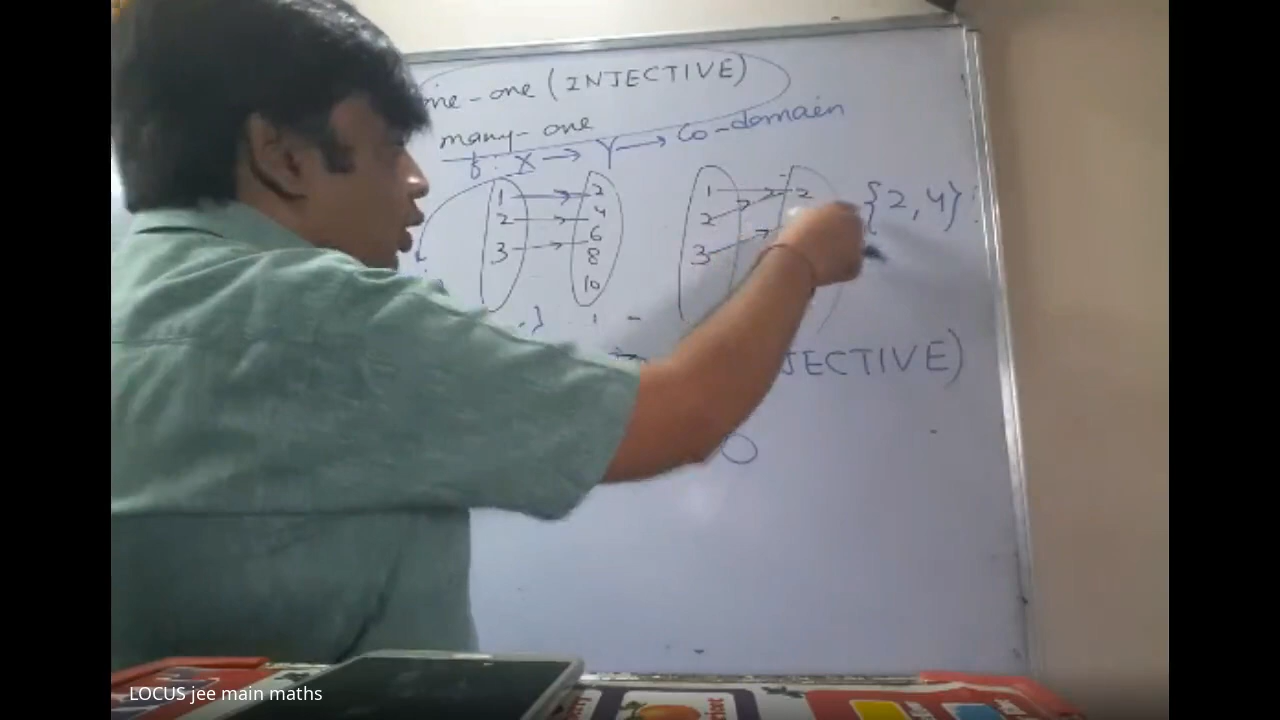 one-one (INJECTIVE)
many-one
f: X → Y → Co-domain
1 2
2 4
3 6
8
10
1 2
2
3
{2, 4}
JECTIVE)
LOCUS jee main maths